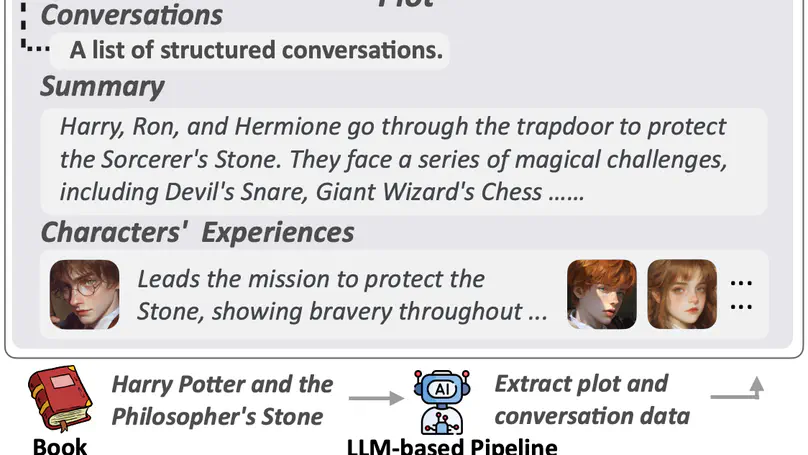 Plot
Conversations
A list of structured conversations.
Summary
Harry, Ron, and Hermione go through the trapdoor to protect
the Sorcerer's Stone. They face a series of magical challenges,
including Devil's Snare, Giant Wizard's Chess ......
Characters' Experiences
Leads the mission to protect the
Stone, showing bravery throughout ...
...
...
Harry Potter and the
Philosopher's Stone
AI
Extract plot and
conversation data
Book
LLM-based Pipeline